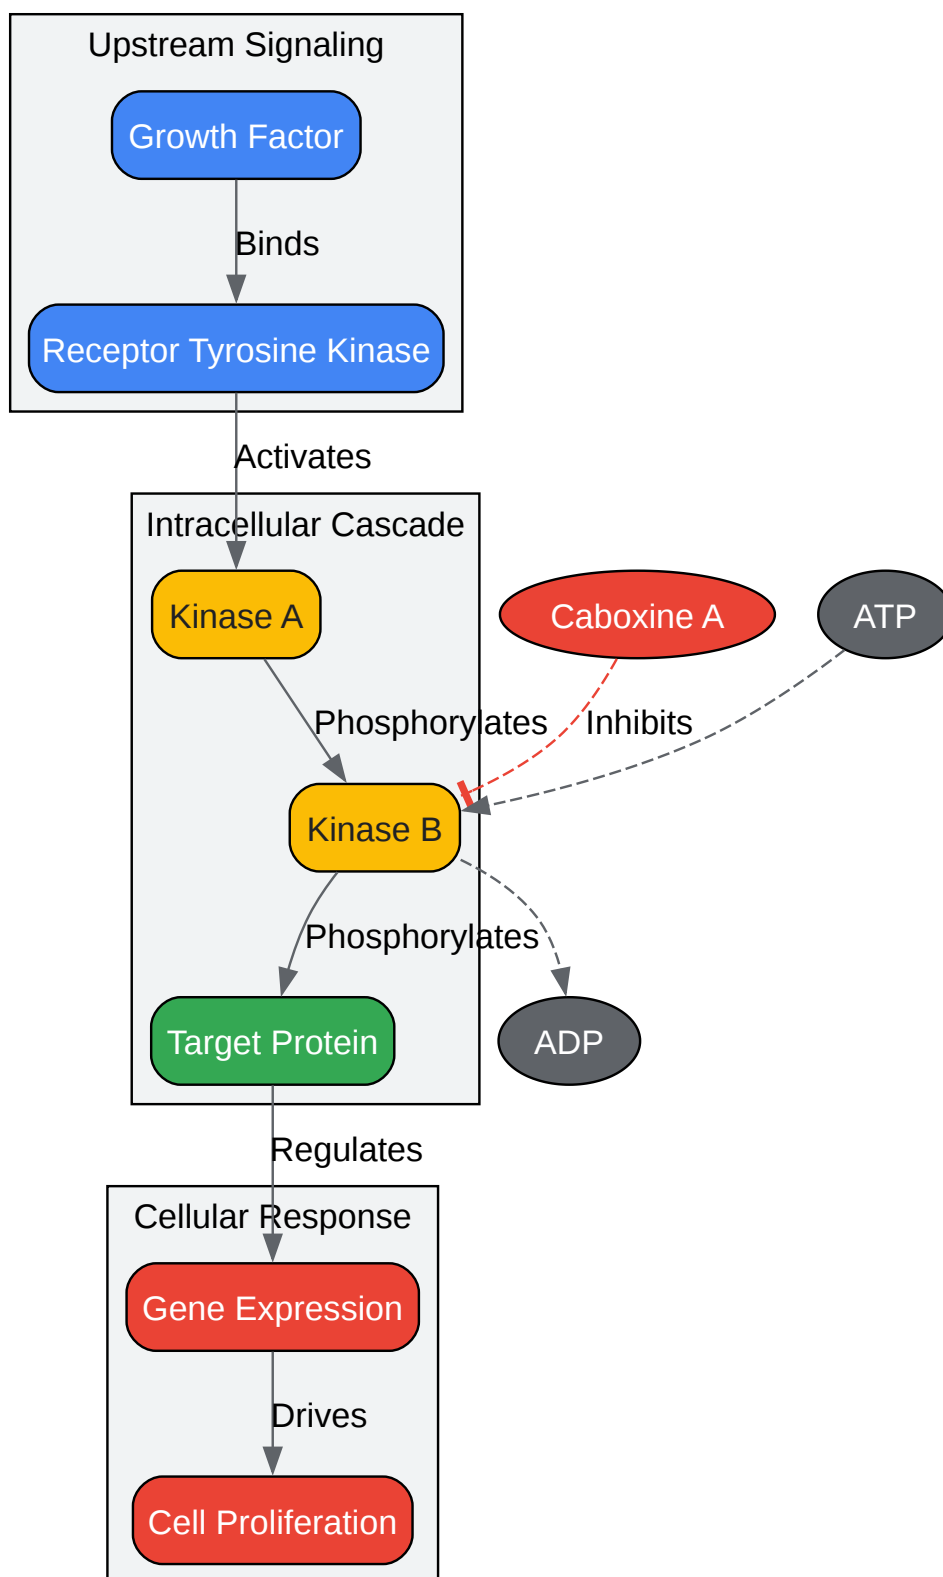 Upstream Signaling
Growth Factor
Binds
Receptor Tyrosine Kinase
Activates
Intracellular Cascade
Kinase A
Caboxine A
ATP
Phosphorylates
Inhibits
Kinase B
Phosphorylates
Target Protein
ADP
Regulates
Cellular Response
Gene Expression
Drives
Cell Proliferation